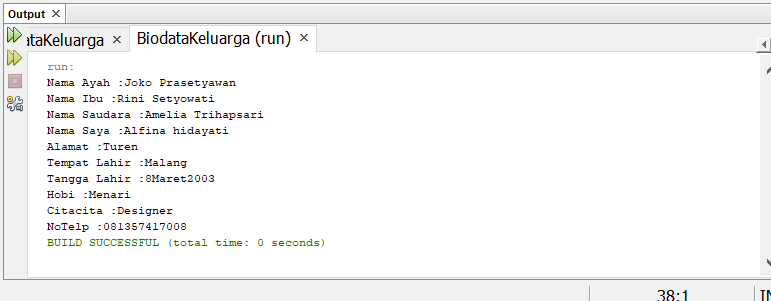 Output ×
ataKeluarga × BiodataKeluarga (run) ×
run:
Nama Ayah :Joko Prasetyawan
Nama Ibu :Rini Setyowati
Nama Saudara :Amelia Trihapsari
Nama Saya :Alfina hidayati
Alamat :Turen
Tempat Lahir :Malang
Tangga Lahir :8Maret2003
Hobi :Menari
Citacita :Designer
NoTelp :081357417008
BUILD SUCCESSFUL (total time: 0 seconds)
38:1